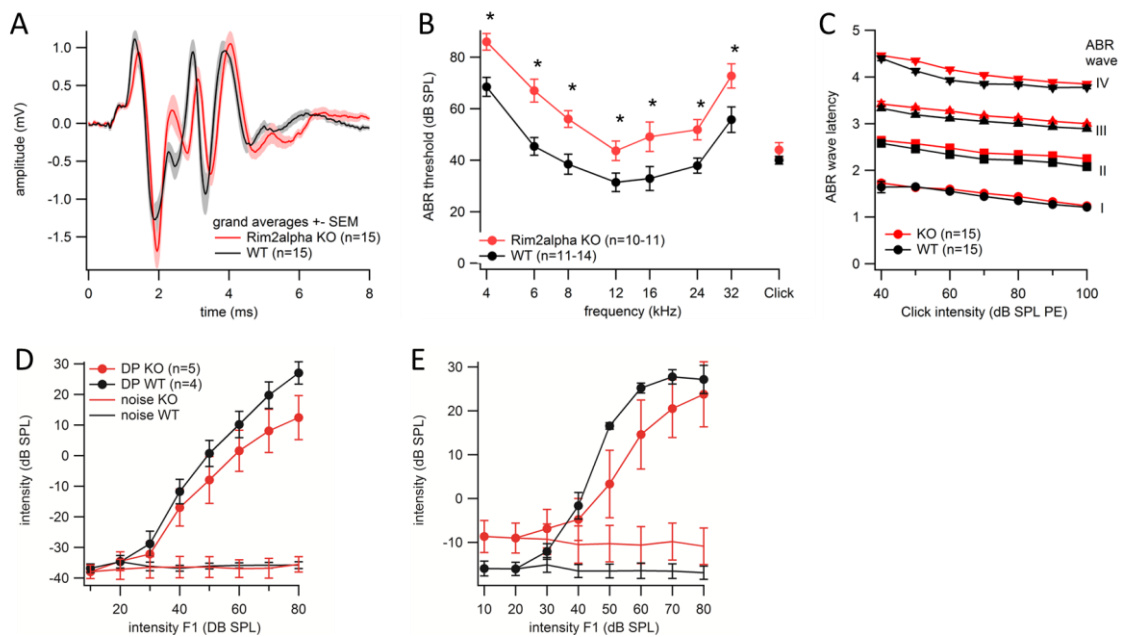 A
1.0
0.5
0.0
-0.5
-1.0
-1.5
amplitude (mV)
grand averages +- SEM
Rim2alpha KO (n=15)
WT (n=15)
0
2
4
6
8
time (ms)
B
* * * * * * *
80
60
40
20
0
ABR threshold (dB SPL)
Rim2alpha KO (n=10-11)
WT (n=11-14)
4 6 8 12 16 24 32 Click
frequency (kHz)
C
ABR
wave
IV
III
II
I
5
4
3
2
1
0
ABR wave latency
KO (n=15)
WT (n=15)
40 50 60 70 80 90 100
Click intensity (dB SPL PE)
D
DP KO (n=5)
DP WT (n=4)
noise KO
noise WT
30
20
10
0
-10
-20
-30
-40
intensity (dB SPL)
20 40 60 80
intensity F1 (DB SPL)
E
30
20
10
0
-10
intensity (dB SPL)
10 20 30 40 50 60 70 80
intensity F1 (dB SPL)